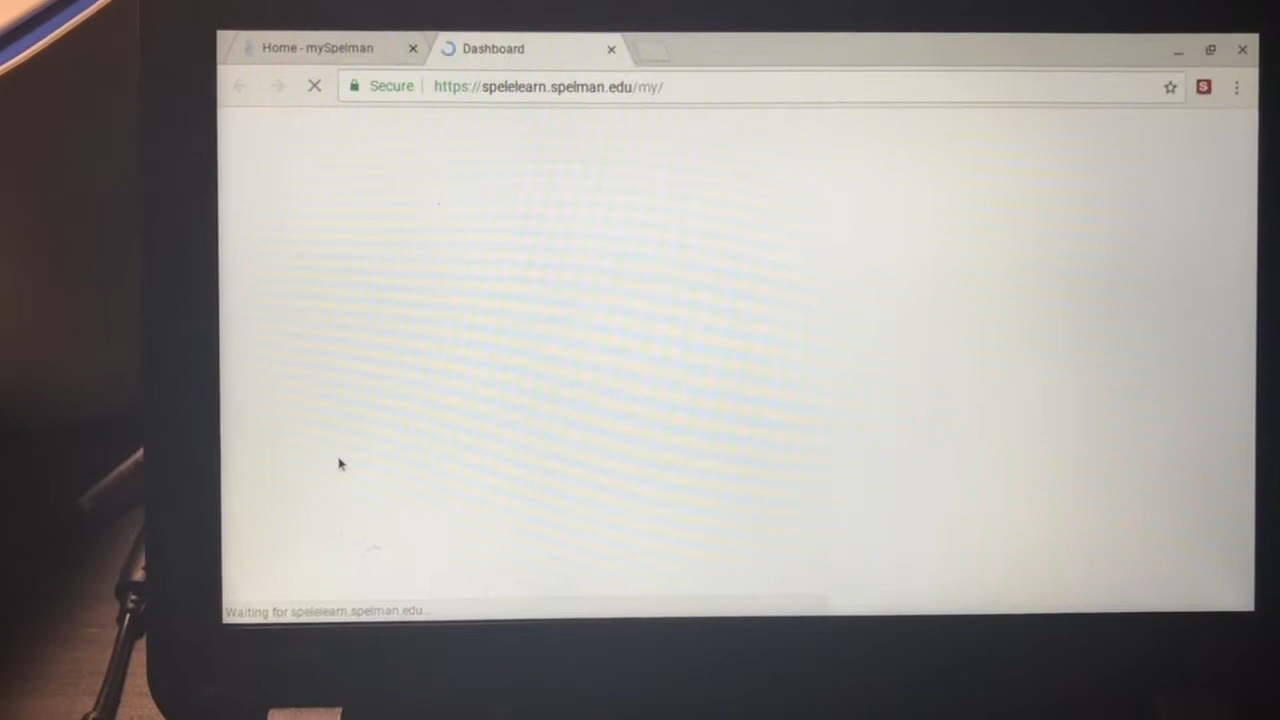 Home - mySpelman
Dashboard
Secure https://spelelearn.spelman.edu/my/
S
Waiting for spelelearn.spelman.edu...